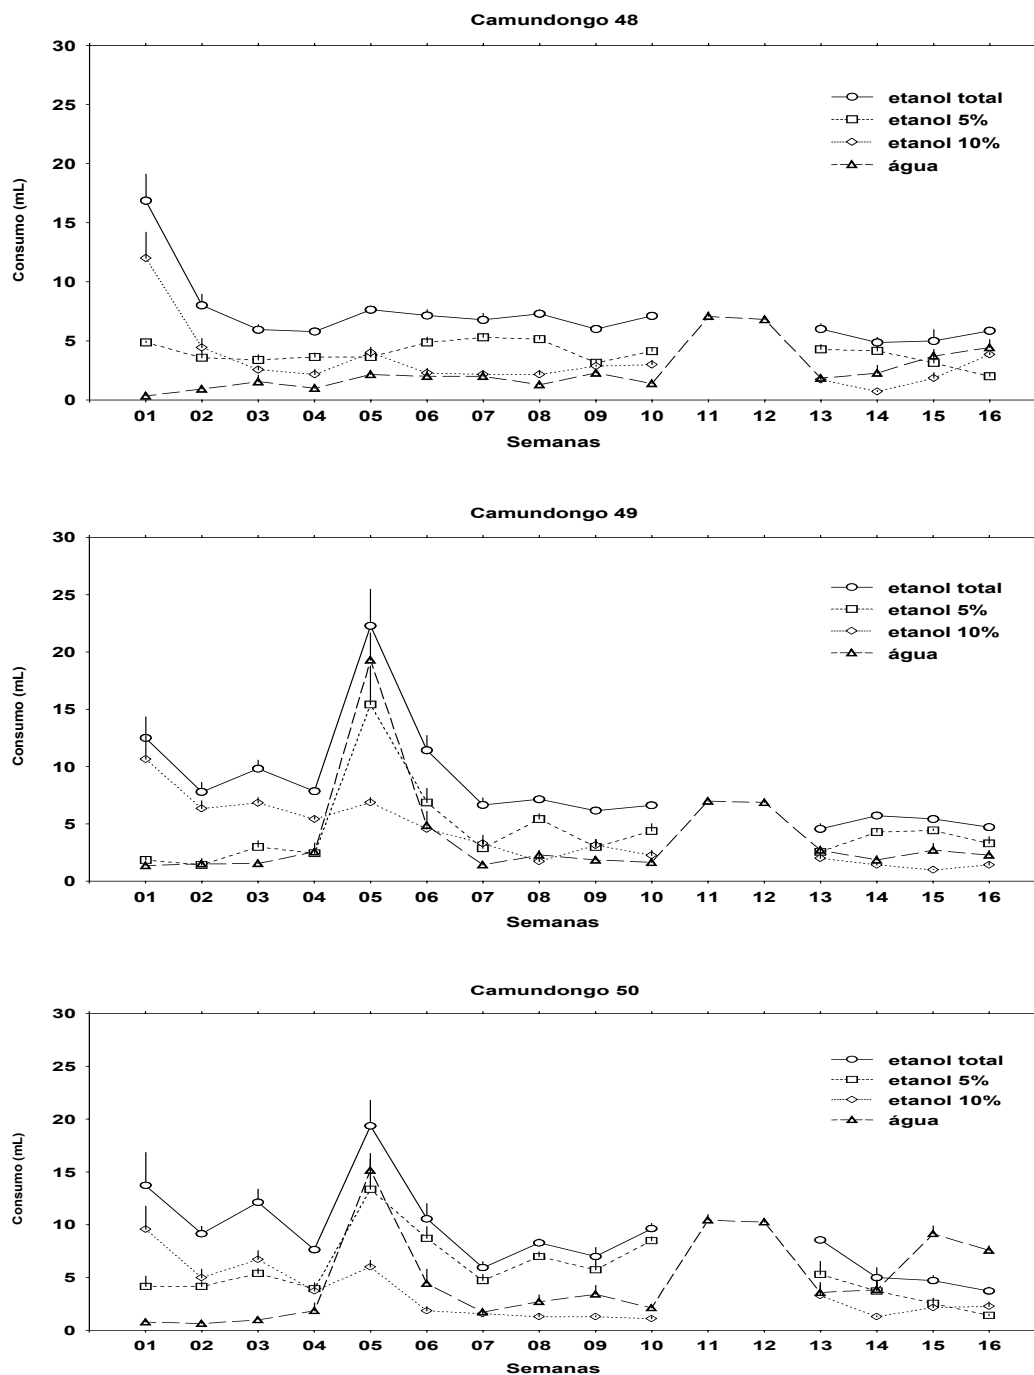 Camundongo 48
30
25
20
15
10
5
0
Consumo (mL)
etanol total
etanol 5%
etanol 10%
água
01 02 03 04 05 06 07 08 09 10 11 12 13 14 15 16
Semanas
Camundongo 49
30
25
20
15
10
5
0
Consumo (mL)
etanol total
etanol 5%
etanol 10%
água
01 02 03 04 05 06 07 08 09 10 11 12 13 14 15 16
Semanas
Camundongo 50
30
25
20
15
10
5
0
Consumo (mL)
etanol total
etanol 5%
etanol 10%
água
01 02 03 04 05 06 07 08 09 10 11 12 13 14 15 16
Semanas